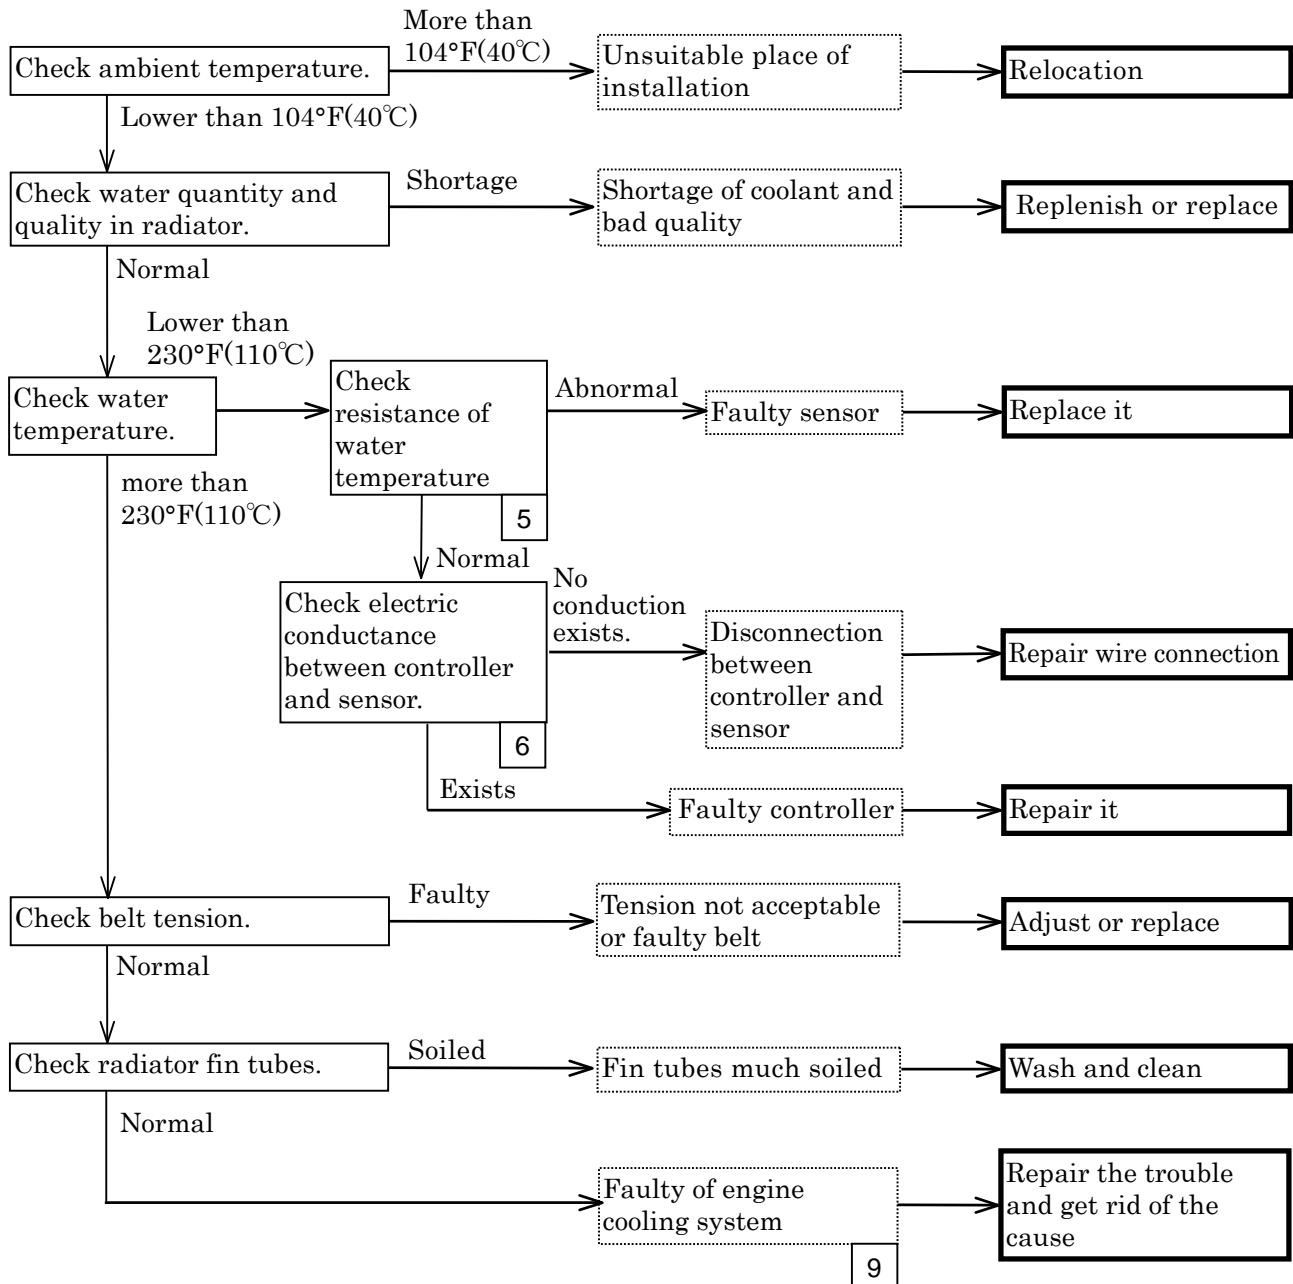 More than
104°F(40℃)
Check ambient temperature.
Unsuitable place of
installation
Relocation
Lower than 104°F(40℃)
Check water quantity and
quality in radiator.
Shortage
Shortage of coolant and
bad quality
Replenish or replace
Normal
Lower than
230°F(110℃)
Check water
temperature.
Check
resistance of
water
temperature
5
Abnormal
Faulty sensor
Replace it
more than
230°F(110℃)
Normal
Check electric
conductance
between controller
and sensor.
6
No
conduction
exists.
Disconnection
between
controller and
sensor
Repair wire connection
Exists
Faulty controller
Repair it
Check belt tension.
Faulty
Tension not acceptable
or faulty belt
Adjust or replace
Normal
Check radiator fin tubes.
Soiled
Fin tubes much soiled
Wash and clean
Normal
Faulty of engine
cooling system
9
Repair the trouble
and get rid of the
cause